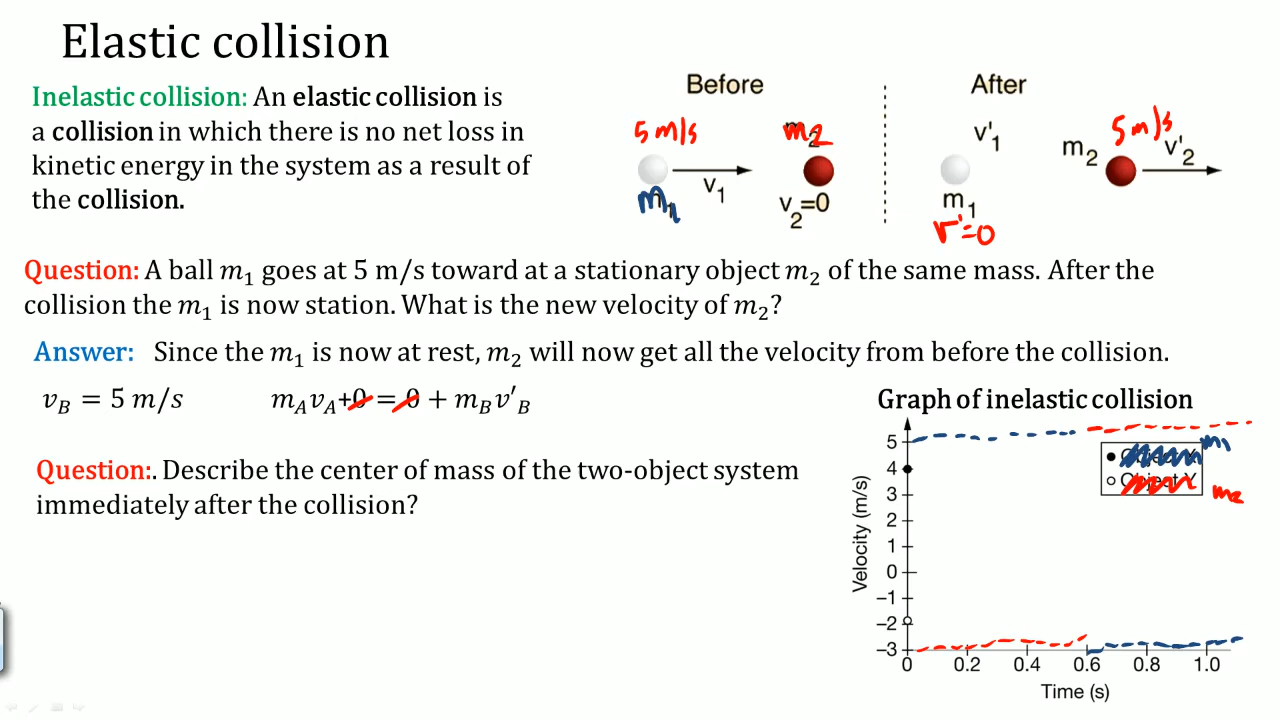 Elastic collision
Inelastic collision: An elastic collision is
a collision in which there is no net loss in
kinetic energy in the system as a result of
the collision.
Before
After
5 m/s
m2
v1
m1
v2=0
v'1
m1
v'=0
m2
5 m/s
v'2
Question: A ball m1 goes at 5 m/s toward at a stationary object m2 of the same mass. After the
collision the m1 is now station. What is the new velocity of m2?
Answer: Since the m1 is now at rest, m2 will now get all the velocity from before the collision.
vB = 5 m/s
mAvA+0 = 0 + mBv'B
Question:. Describe the center of mass of the two-object system
immediately after the collision?
Graph of inelastic collision
Velocity (m/s)
5
4
3
2
1
0
−1
−2
−3
m1
m2
0 0.2 0.4 0.6 0.8 1.0
Time (s)